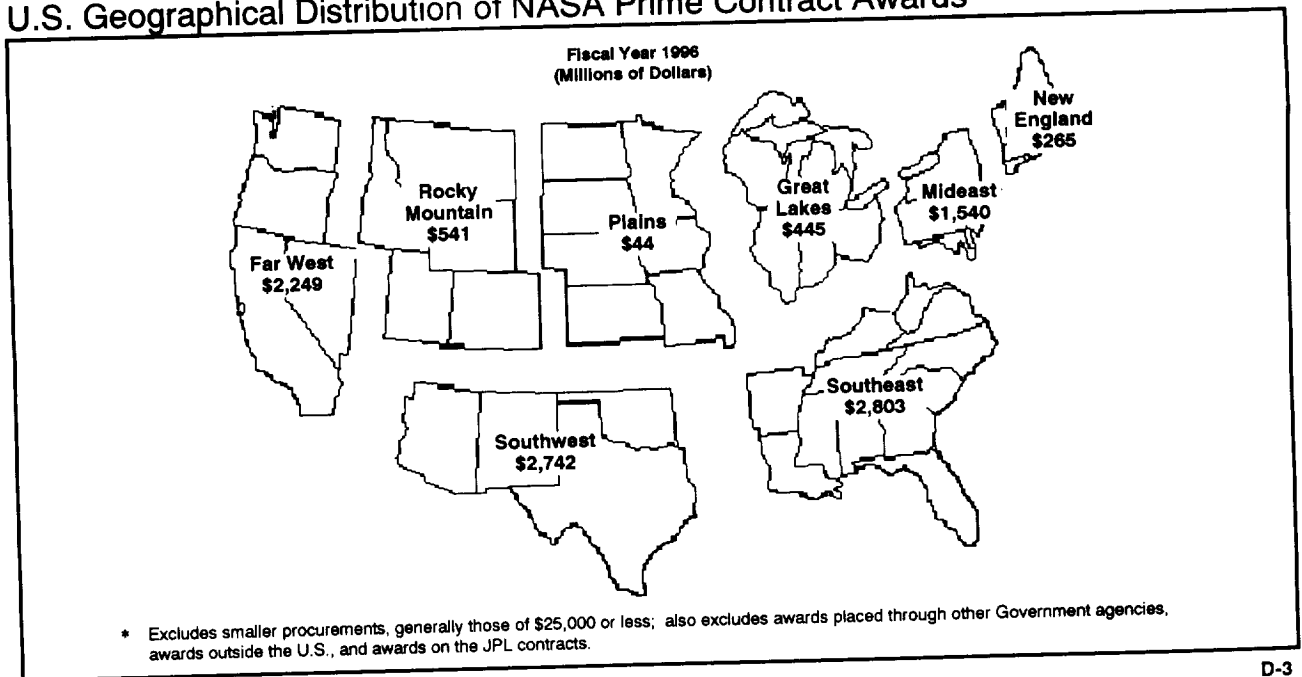 U.S. Geographical Distribution of NASA Prime Contract Awards
Fiscal Year 1996
(Millions of Dollars)
New
England
$265
Rocky
Mountain
$541
Plains
$44
Great
Lakes
$445
Mideast
$1,540
Far West
$2,249
Southwest
$2,742
Southeast
$2,803
* Excludes smaller procurements, generally those of $25,000 or less; also excludes awards placed through other Government agencies,
awards outside the U.S., and awards on the JPL contracts.
D-3